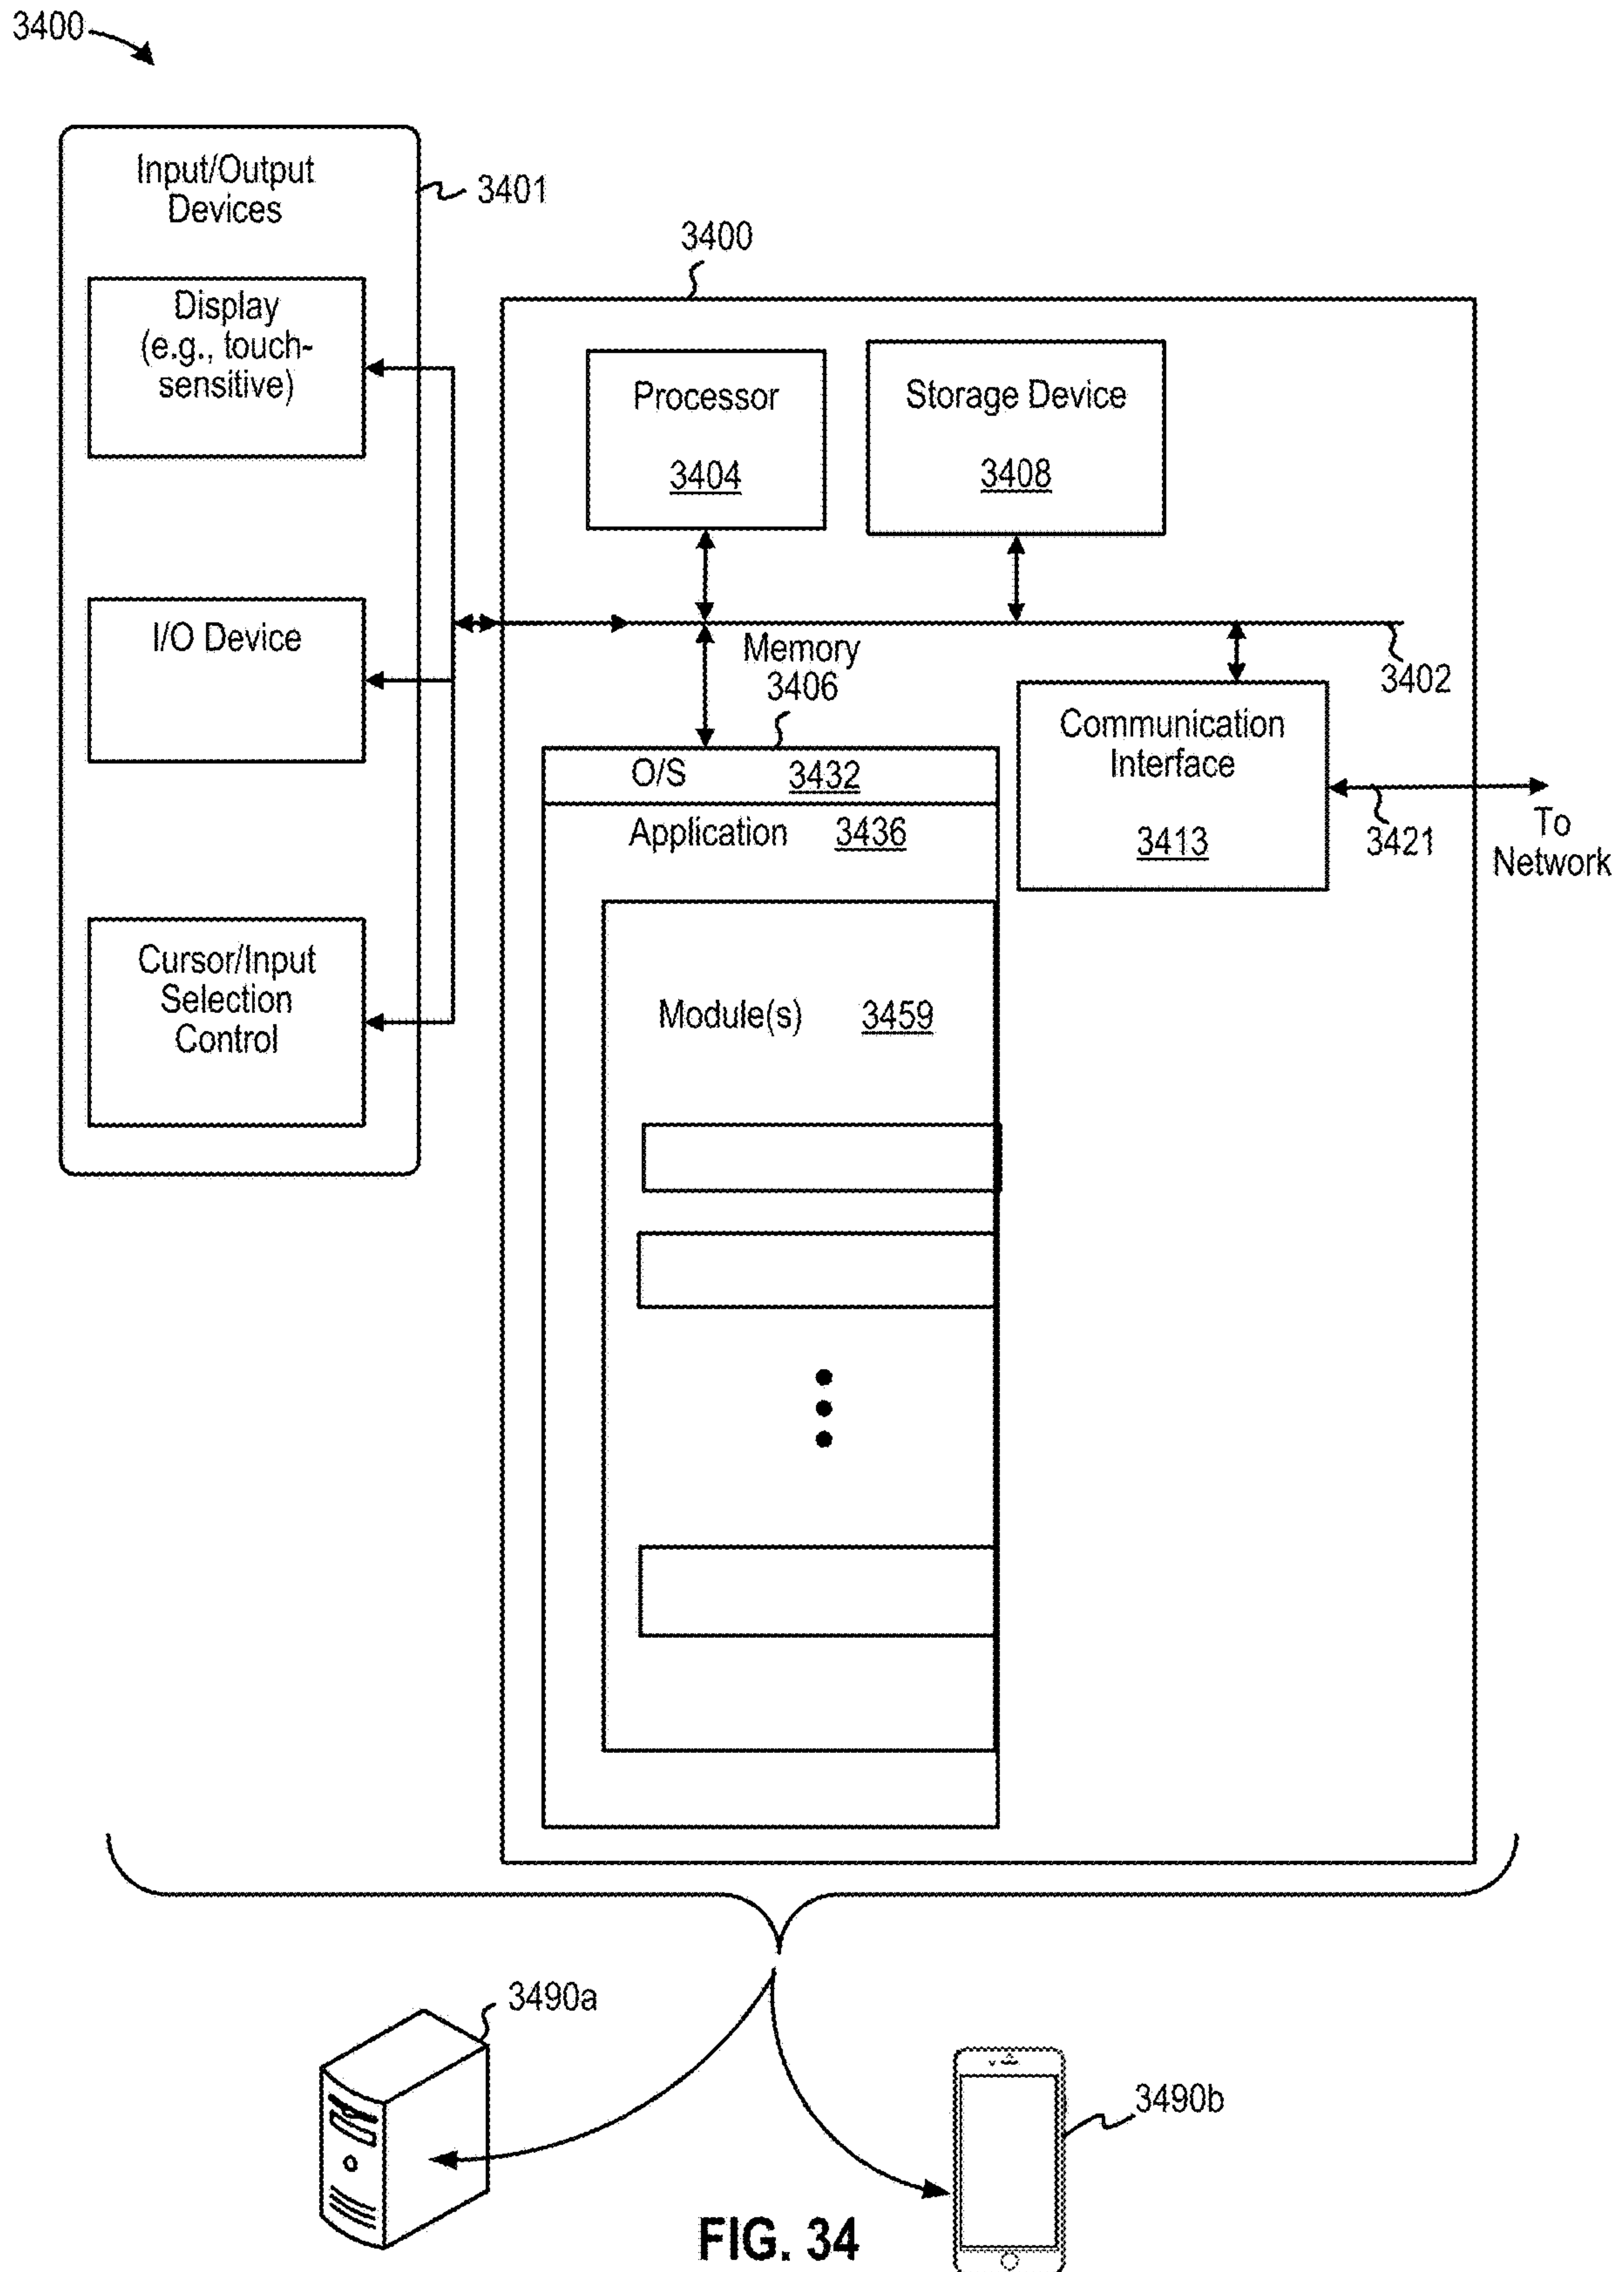 3400
Input/Output
Devices
3401
Display
(e.g., touch-
sensitive)
I/O Device
Cursor/Input
Selection
Control
3400
Processor
3404
Storage Device
3408
Memory
3406
3402
O/S 3432
Application 3436
Module(s) 3459
Communication
Interface
3413
3421
To
Network
3490a
3490b
FIG. 34